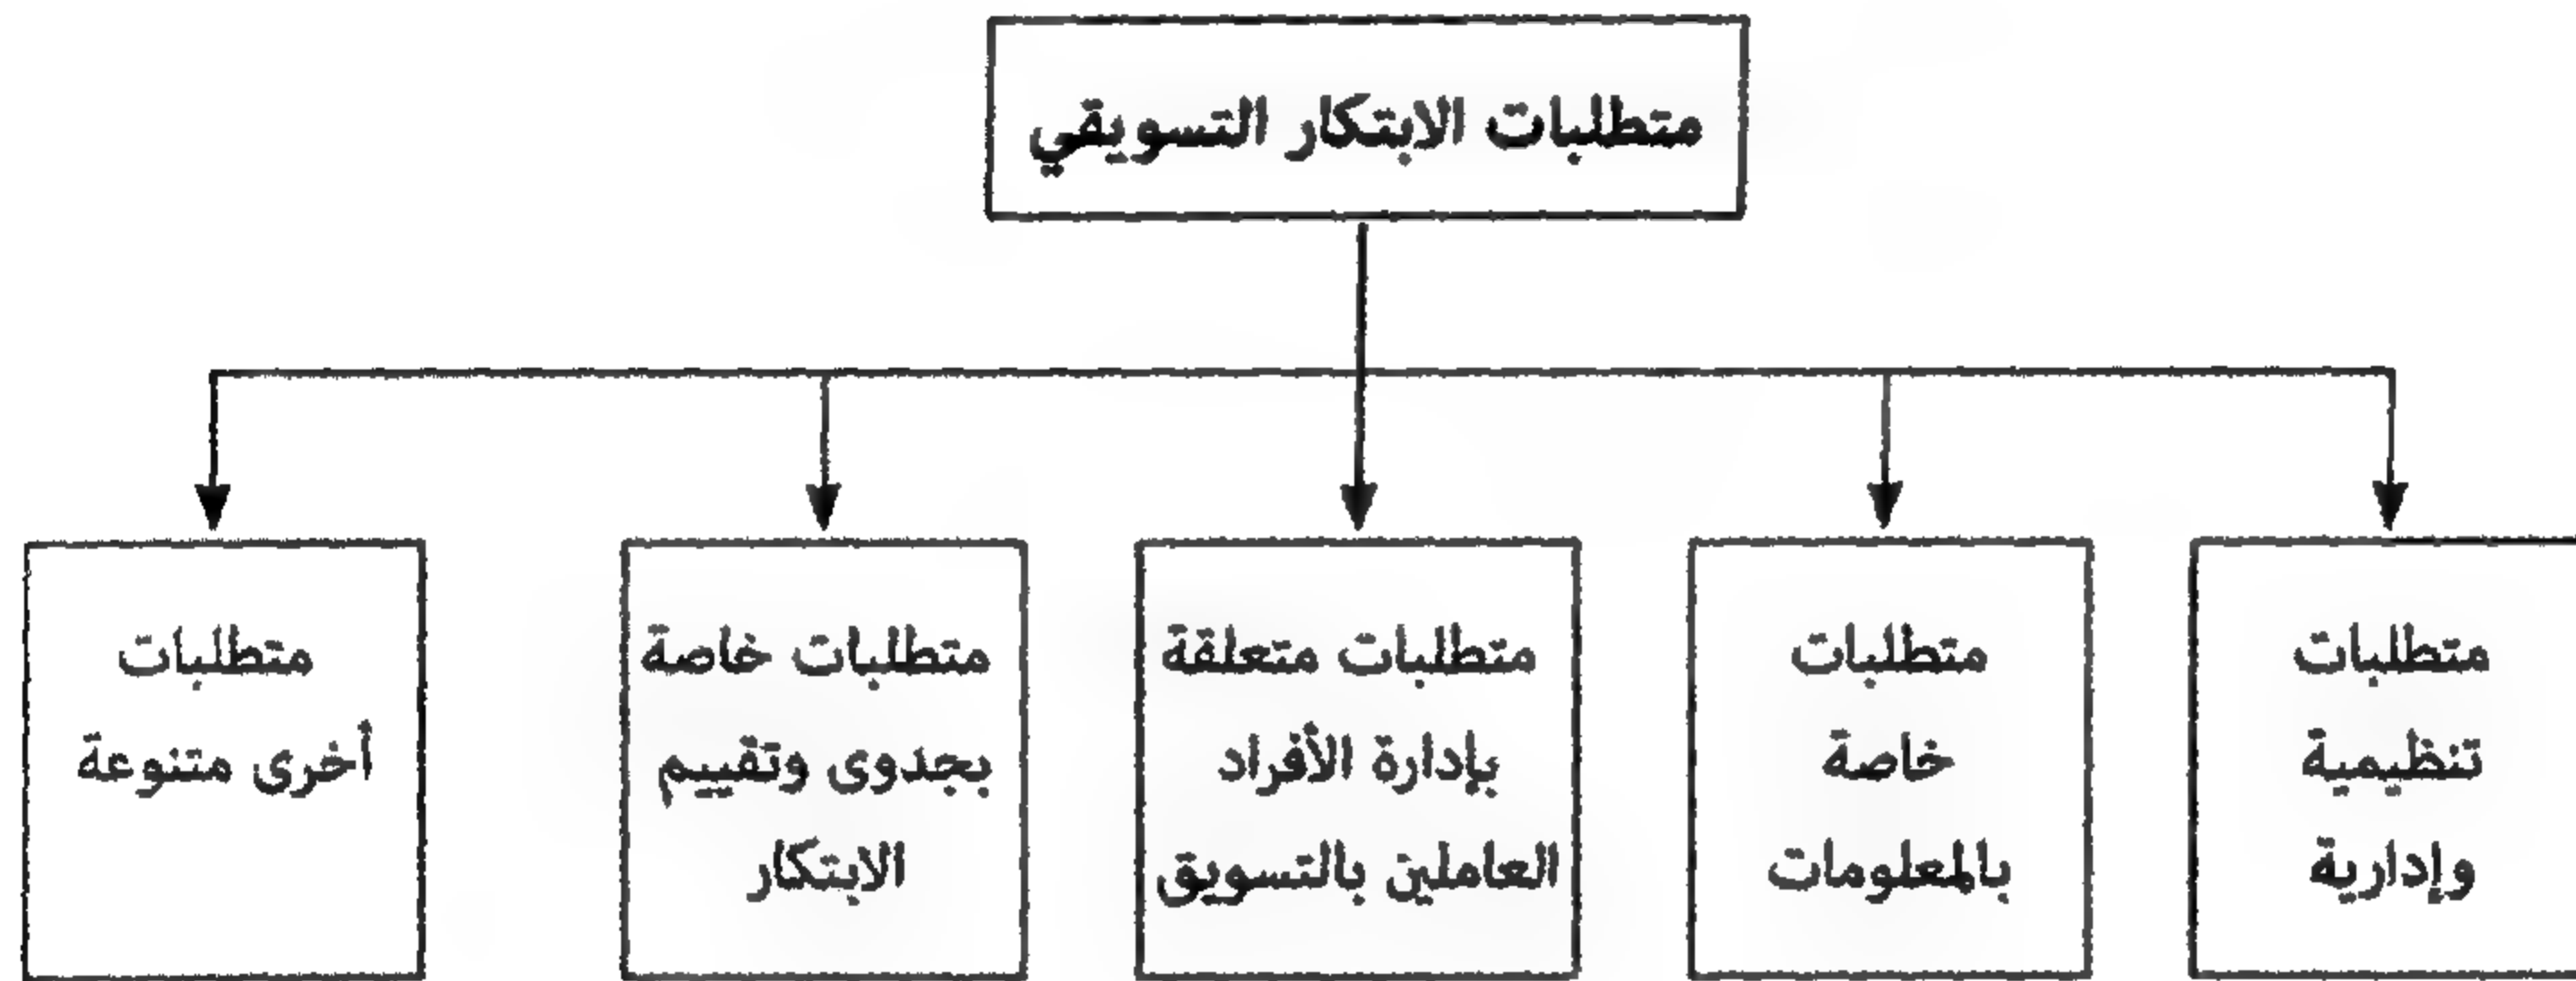 متطلبات الابتكار التسويقي
متطلبات
تنظيمية
وإدارية
متطلبات
خاصة
بالمعلومات
متطلبات متعلقة
بإدارة الأفراد
العاملين بالتسويق
متطلبات خاصة
بجدوى وتقييم
الابتكار
متطلبات
أخرى متنوعة